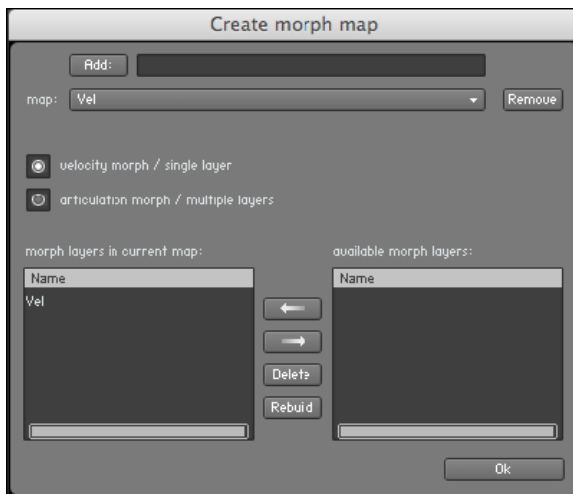 Create morph map
Add:
map: Vel Remove
velocity morph / single layer
articulation morph / multiple layers
morph layers in current map: available morph layers:
Name Name
Vel
Delete
Rebuid
Ok